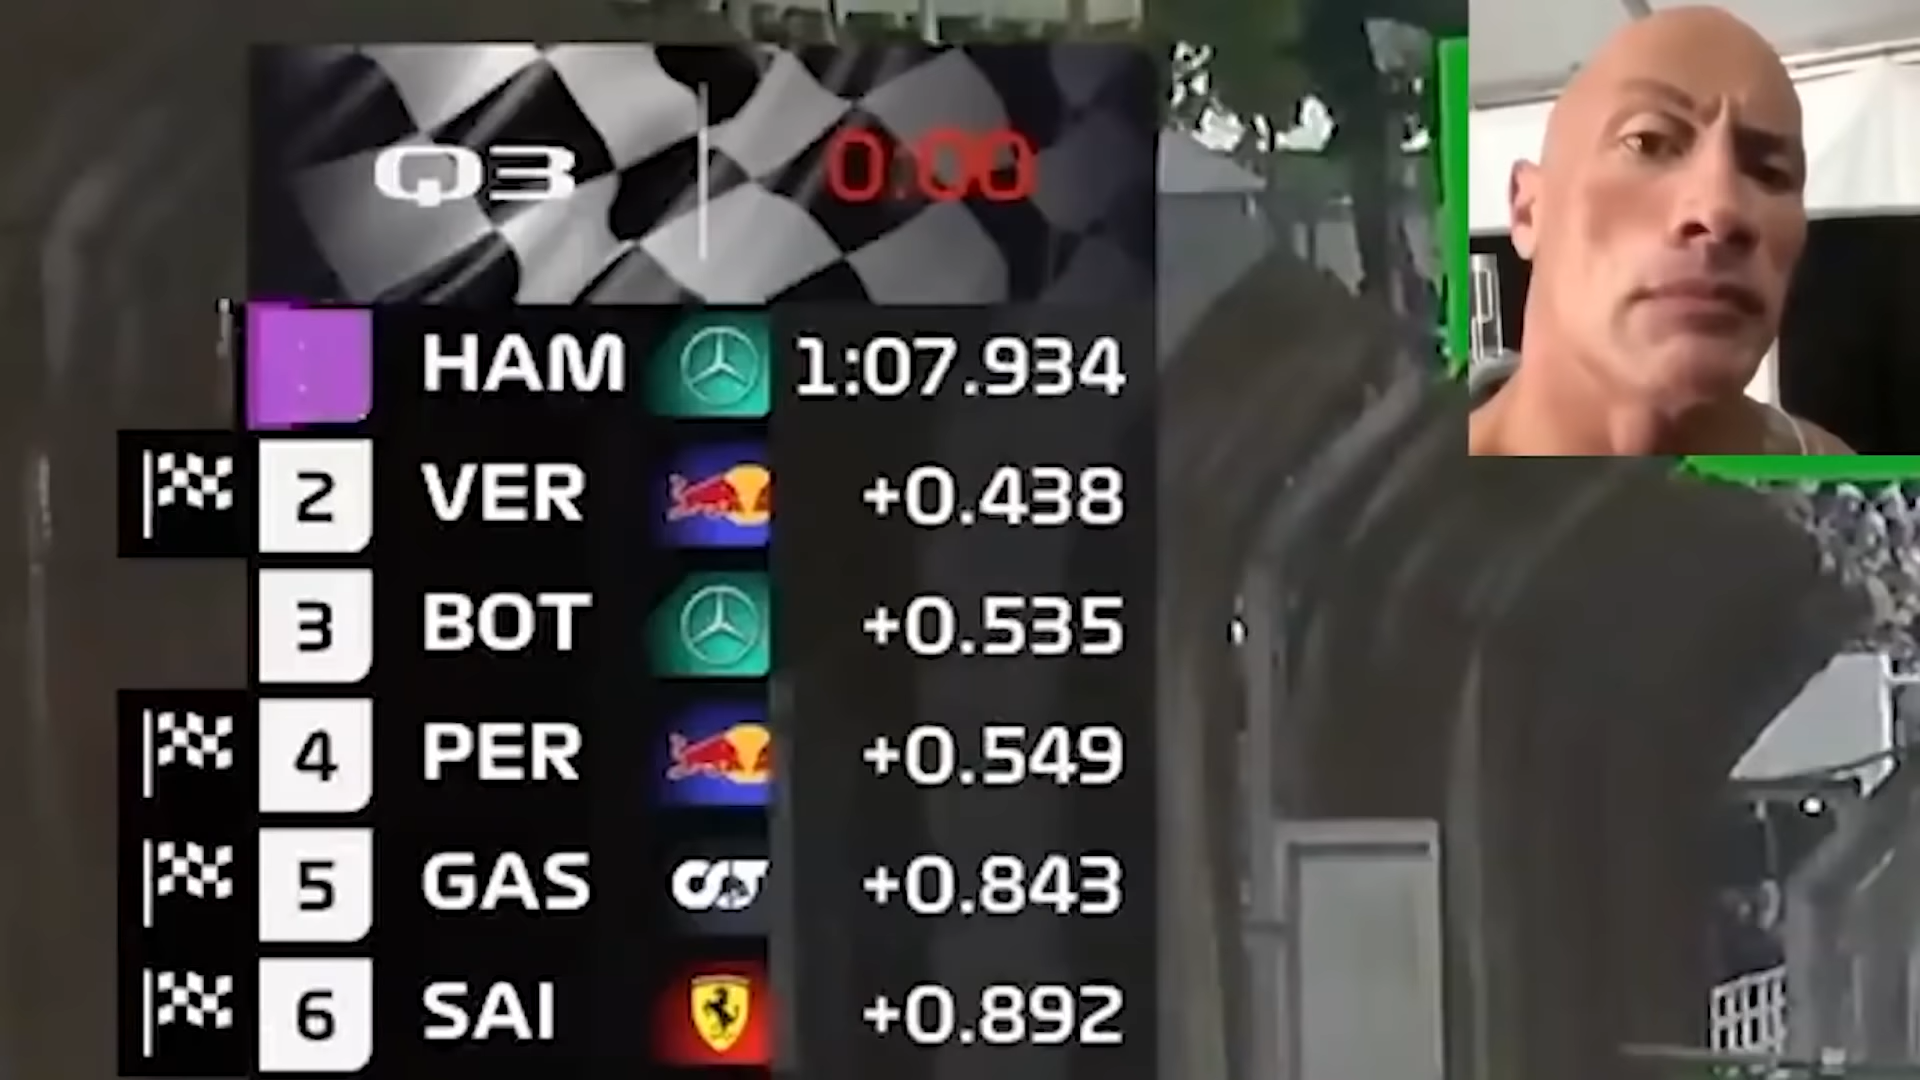 Q3 0:00
HAM 1:07.934
2 VER +0.438
3 BOT +0.535
4 PER +0.549
5 GAS +0.843
6 SAI +0.892